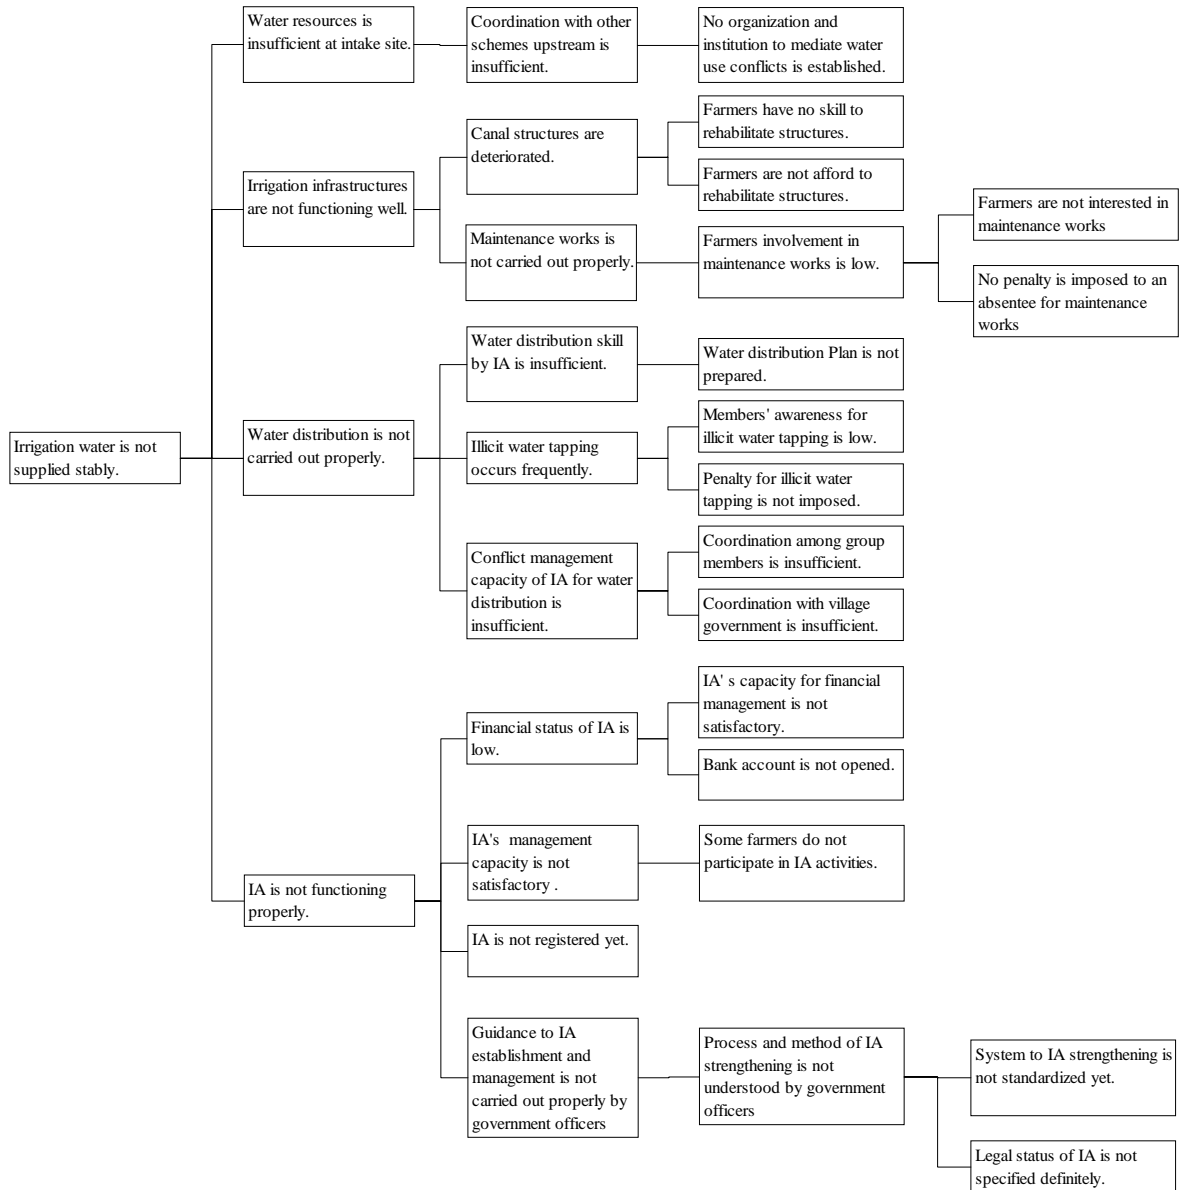 Water resources is
insufficient at intake site.
Coordination with other
schemes upstream is
insufficient.
No organization and
institution to mediate water
use conflicts is established.
Canal structures are
deteriorated.
Farmers have no skill to
rehabilitate structures.
Farmers are not afford to
rehabilitate structures.
Irrigation infrastructures
are not functioning well.
Maintenance works is
not carried out properly.
Farmers involvement in
maintenance works is low.
Farmers are not interested in
maintenance works
No penalty is imposed to an
absentee for maintenance
works
Water distribution skill
by IA is insufficient.
Water distribution Plan is not
prepared.
Irrigation water is not
supplied stably.
Water distribution is not
carried out properly.
Illicit water tapping
occurs frequently.
Members' awareness for
illicit water tapping is low.
Penalty for illicit water
tapping is not imposed.
Conflict management
capacity of IA for water
distribution is
insufficient.
Coordination among group
members is insufficient.
Coordination with village
government is insufficient.
Financial status of IA is
low.
IA' s capacity for financial
management is not
satisfactory.
Bank account is not opened.
IA is not functioning
properly.
IA's  management
capacity is not
satisfactory .
Some farmers do not
participate in IA activities.
IA is not registered yet.
Guidance to IA
establishment and
management is not
carried out properly by
government officers
Process and method of IA
strengthening is not
understood by government
officers
System to IA strengthening is
not standardized yet.
Legal status of IA is not
specified definitely.